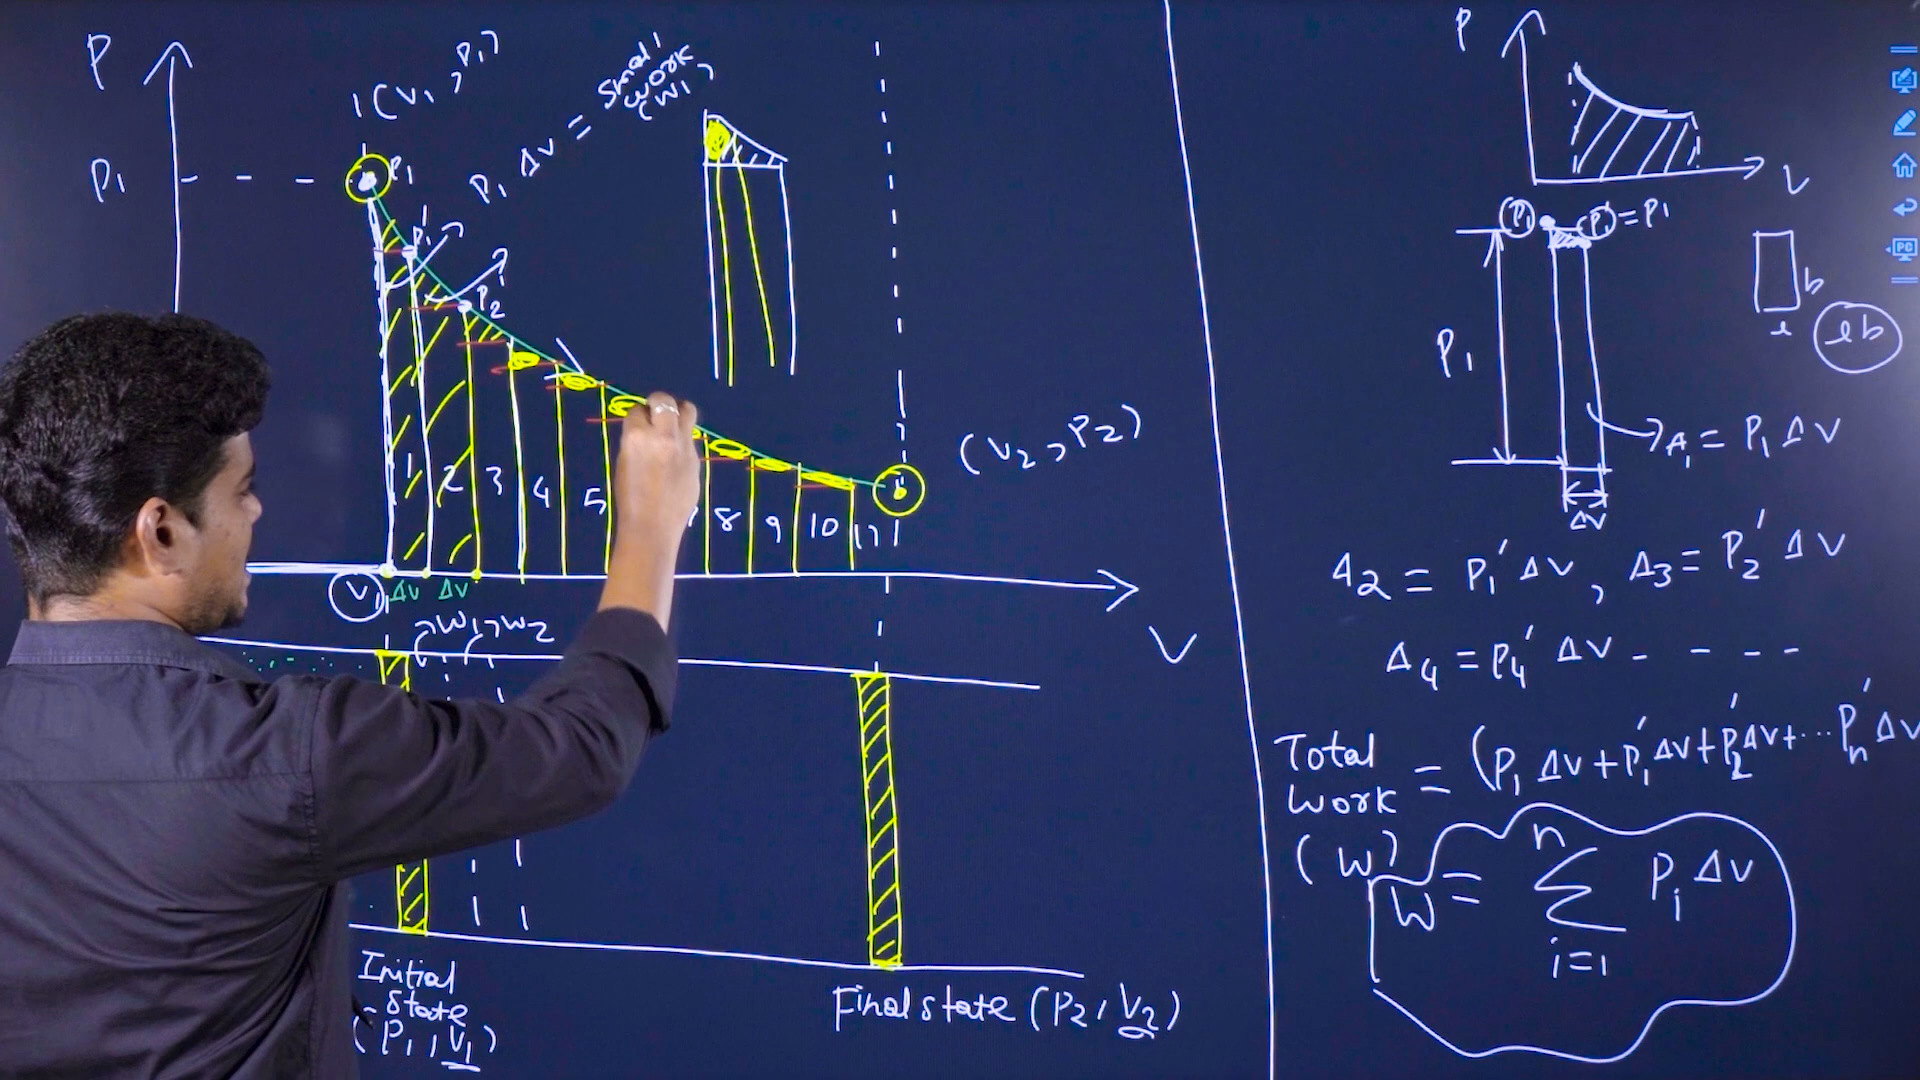 P
(V1, P1)
P1
P1
P1 ΔV = Small work (W1)
P1'
P2'
1 2 3 4 5 8 9 10 11
(V2, P2)
V1 ΔV ΔV
V
W1, W2
Initial state
(P1, V1)
Final state (P2, V2)
P
V
P1 P1' = P1
b
l
lb
P1
A1 = P1 ΔV
ΔV
A2 = P1' ΔV, A3 = P2' ΔV
A4 = P4' ΔV - - - -
Total work (W) = (P1 ΔV + P1' ΔV + P2' ΔV + ... Pn' ΔV
W = n Σ i=1 Pi ΔV
PC